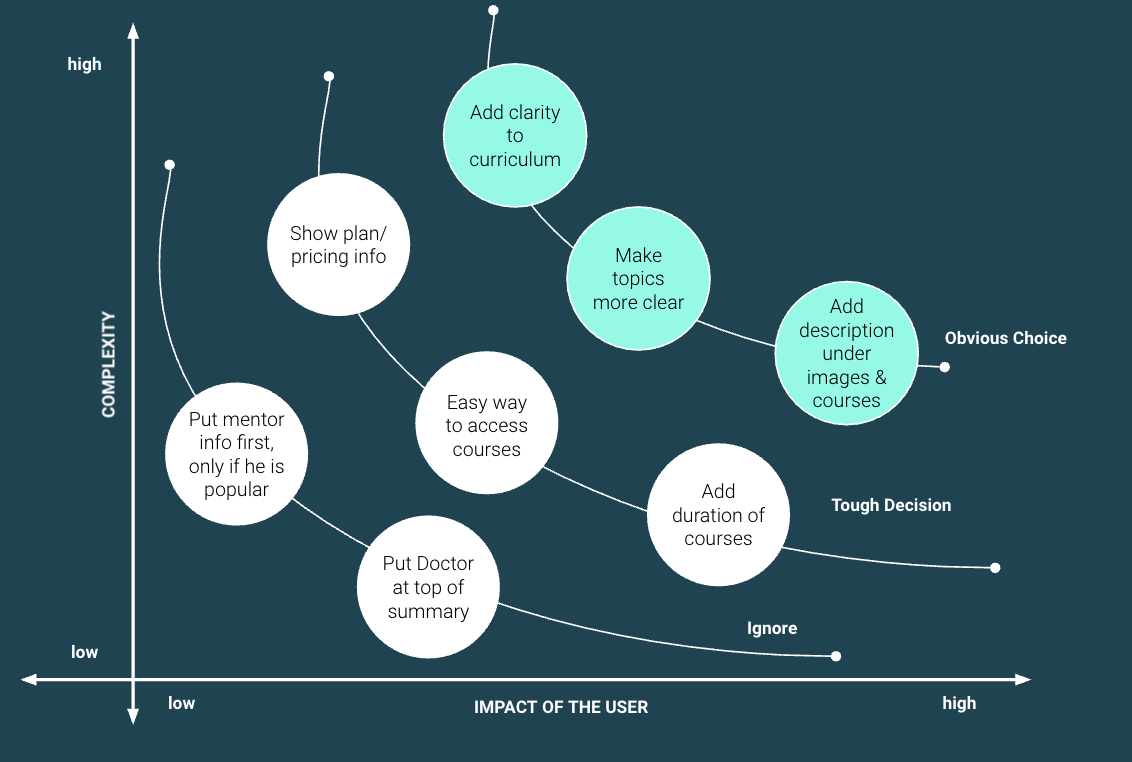 high
Add clarity
to
curriculum
Show plan/
pricing info
Make
topics
more clear
Add
description
under
images &
courses
Obvious Choice
COMPLEXITY
Easy way
to access
courses
Put mentor
info first,
only if he is
popular
Add
duration of
courses
Tough Decision
Put Doctor
at top of
summary
Ignore
low
low
IMPACT OF THE USER
high